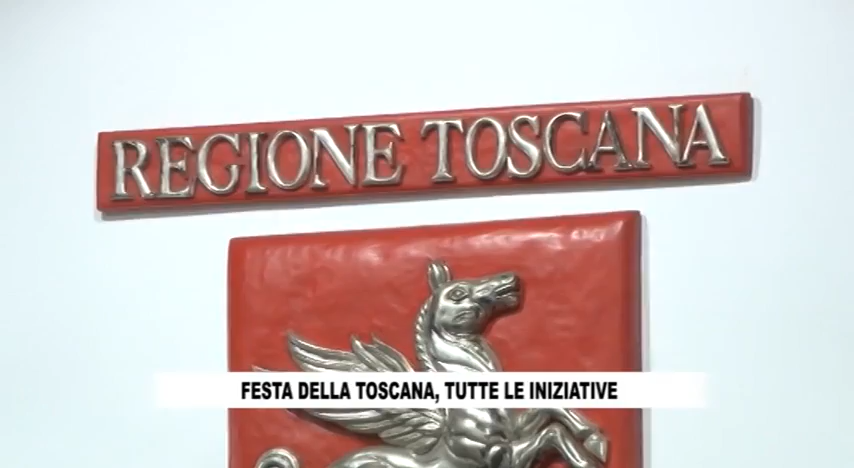 REGIONE TOSCANA
FESTA DELLA TOSCANA, TUTTE LE INIZIATIVE